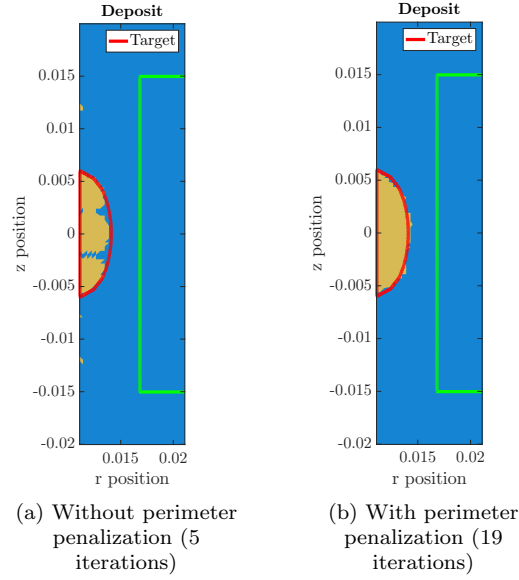 Deposit
Target
0.015
0.01
0.005
0
-0.005
-0.01
-0.015
-0.02
z position
0.015 0.02
r position
(a) Without perimeter
penalization (5
iterations)
Deposit
Target
0.015
0.01
0.005
0
-0.005
-0.01
-0.015
-0.02
z position
0.015 0.02
r position
(b) With perimeter
penalization (19
iterations)